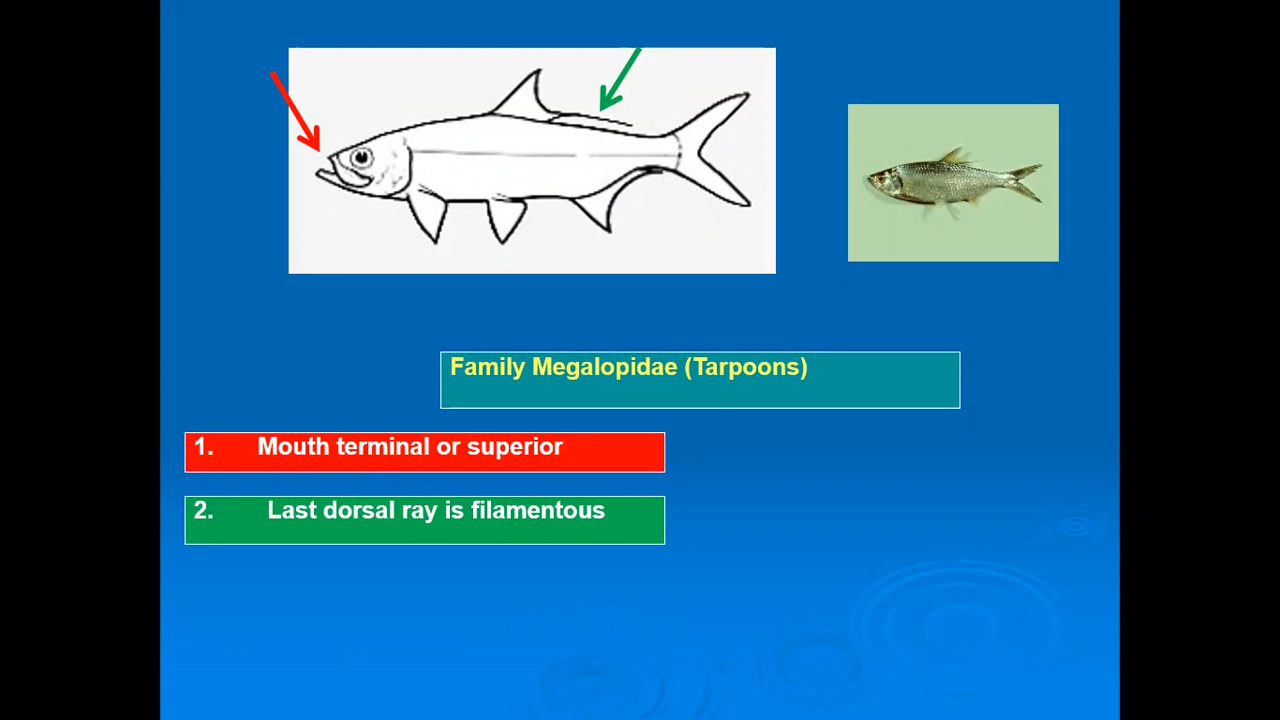 Family Megalopidae (Tarpoons)
1. Mouth terminal or superior
2. Last dorsal ray is filamentous